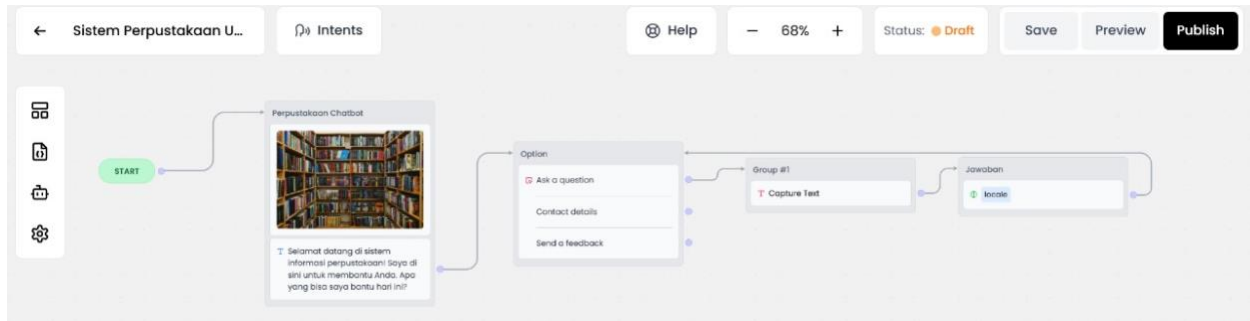 ← Sistem Perpustakaan U...
Intents
Help
− 68% +
Status: Draft
Save
Preview
Publish
START
Perpustakaan Chatbot
Selamat datang di sistem
informasi perpustakaan! Saya di
sini untuk membantu Anda. Apa
yang bisa saya bantu hari ini?
Option
Ask a question
Contact details
Send a feedback
Group #1
Capture Text
Jawaban
locale